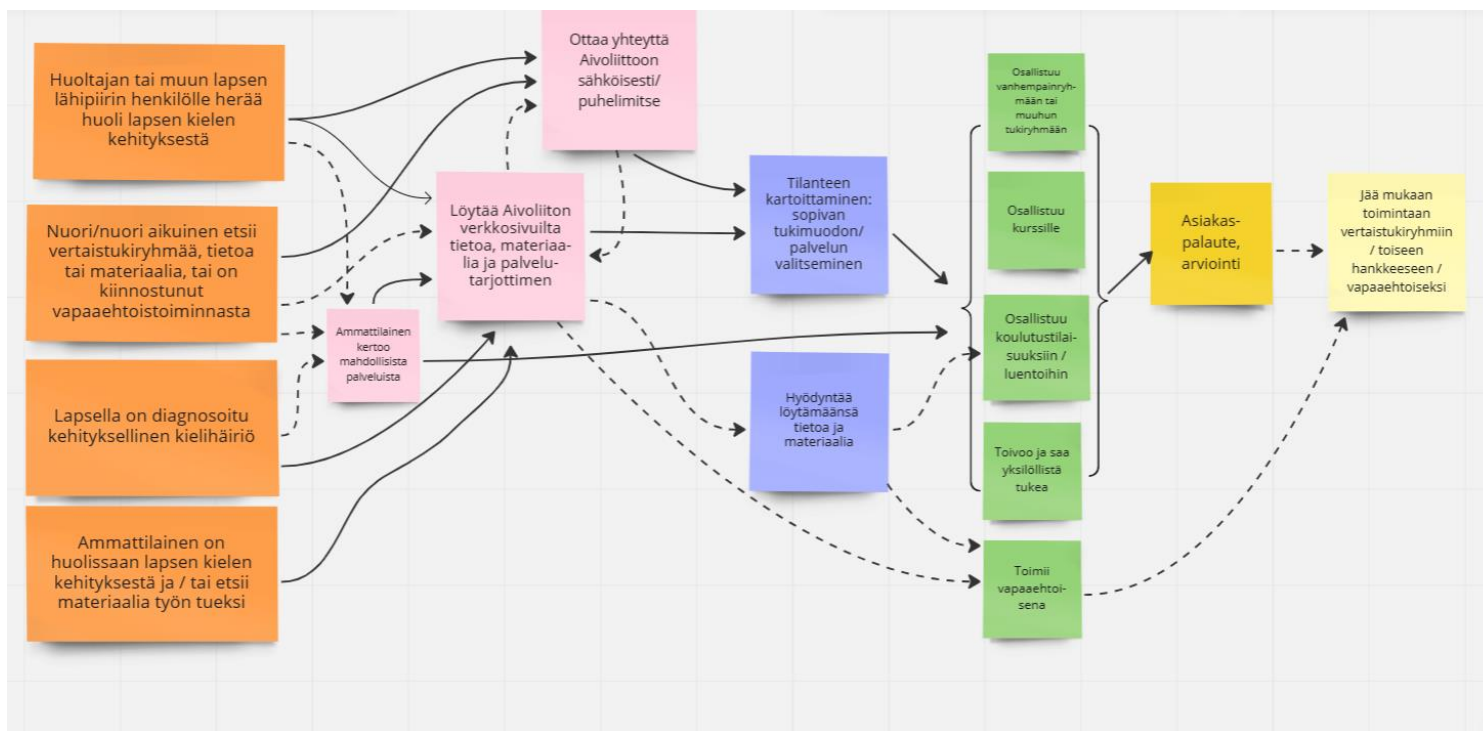 Huoltajan tai muun lapsen
lähipiirin henkilölle herää
huoli lapsen kielen
kehityksestä
Nuori/nuori aikuinen etsii
vertaistukiryhmää, tietoa
tai materiaalia, tai on
kiinnostunut
vapaaehtoistoiminnasta
Lapsella on diagnosoitu
kehityksellinen kielihäiriö
Ammattilainen on
huolissaan lapsen kielen
kehityksestä ja / tai etsii
materiaalia työn tueksi
Ottaa yhteyttä
Aivoliittoon
sähköisesti/
puhelimitse
Löytää Aivoliiton
verkkosivuilta
tietoa, materiaa-
lia ja palvelu-
tarjottimen
Ammattilainen
kertoo
mahdollisista
palveluista
Tilanteen
kartoittaminen:
sopivan
tukimuodon/
palvelun
valitseminen
Hyödyntää
löytämäänsä
tietoa ja
materiaalia
Osallistuu
vanhempainryh-
mään tai
muuhun
tukiryhmään
Osallistuu
kurssille
Osallistuu
koulutustilai-
suuksiin /
luentoihin
Toivoo ja saa
yksilöllistä
tukea
Toimii
vapaaehtoi-
sena
Asiakas-
palaute,
arviointi
Jää mukaan
toimintaan
vertaistukiryhmiin
/ toiseen
hankkeeseen /
vapaaehtoiseksi